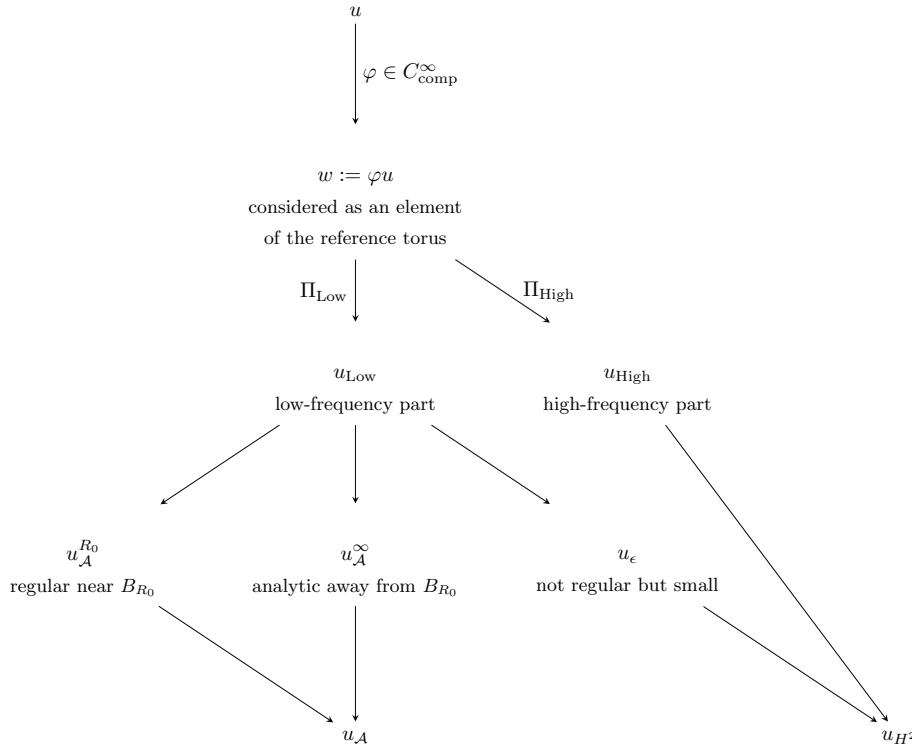 u
φ ∈ C^∞_comp
w := φu
considered as an element
of the reference torus
Π_Low
Π_High
u_Low
low-frequency part
u_High
high-frequency part
u_𝒜^{R_0}
regular near B_{R_0}
u_𝒜^∞
analytic away from B_{R_0}
u_ϵ
not regular but small
u_𝒜
u_{H^2}